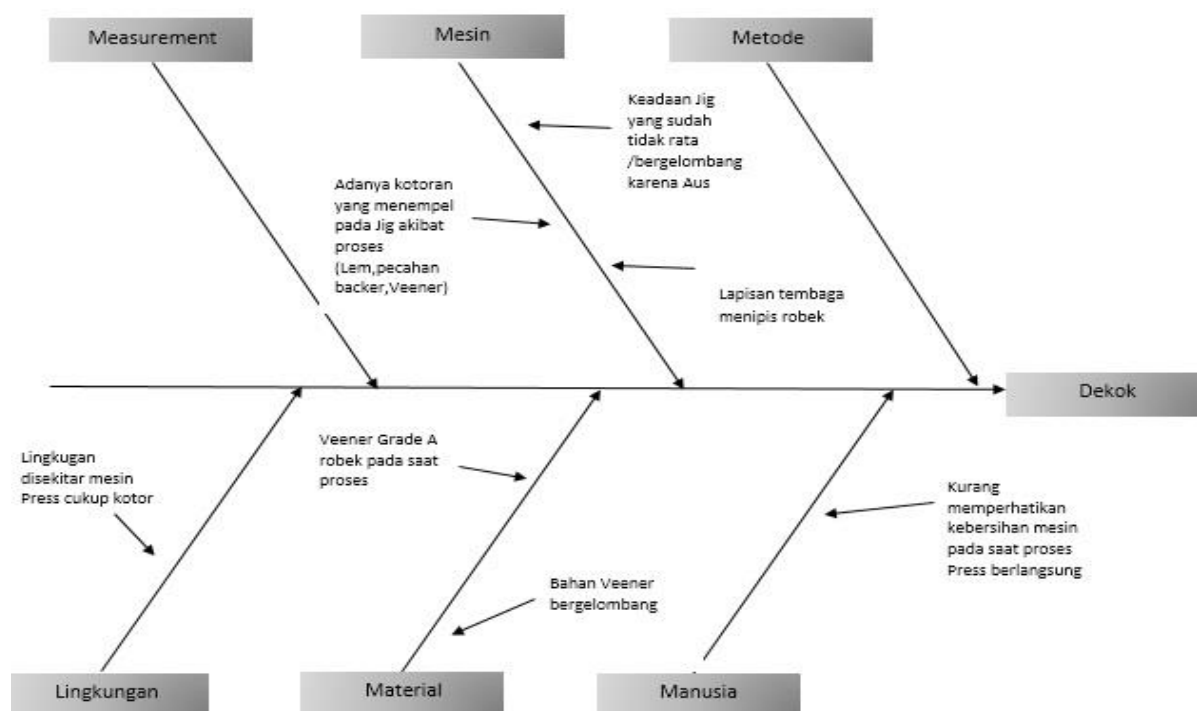 Measurement
Mesin
Metode
Keadaan Jig
yang sudah
tidak rata
/bergelombang
karena Aus
Adanya kotoran
yang menempel
pada Jig akibat
proses
(Lem,pecahan
backer,Veener)
Lapisan tembaga
menipis robek
Dekok
Lingkugan
disekitar mesin
Press cukup kotor
Veener Grade A
robek pada saat
proses
Bahan Veener
bergelombang
Kurang
memperhatikan
kebersihan mesin
pada saat proses
Press berlangsung
Lingkungan
Material
Manusia